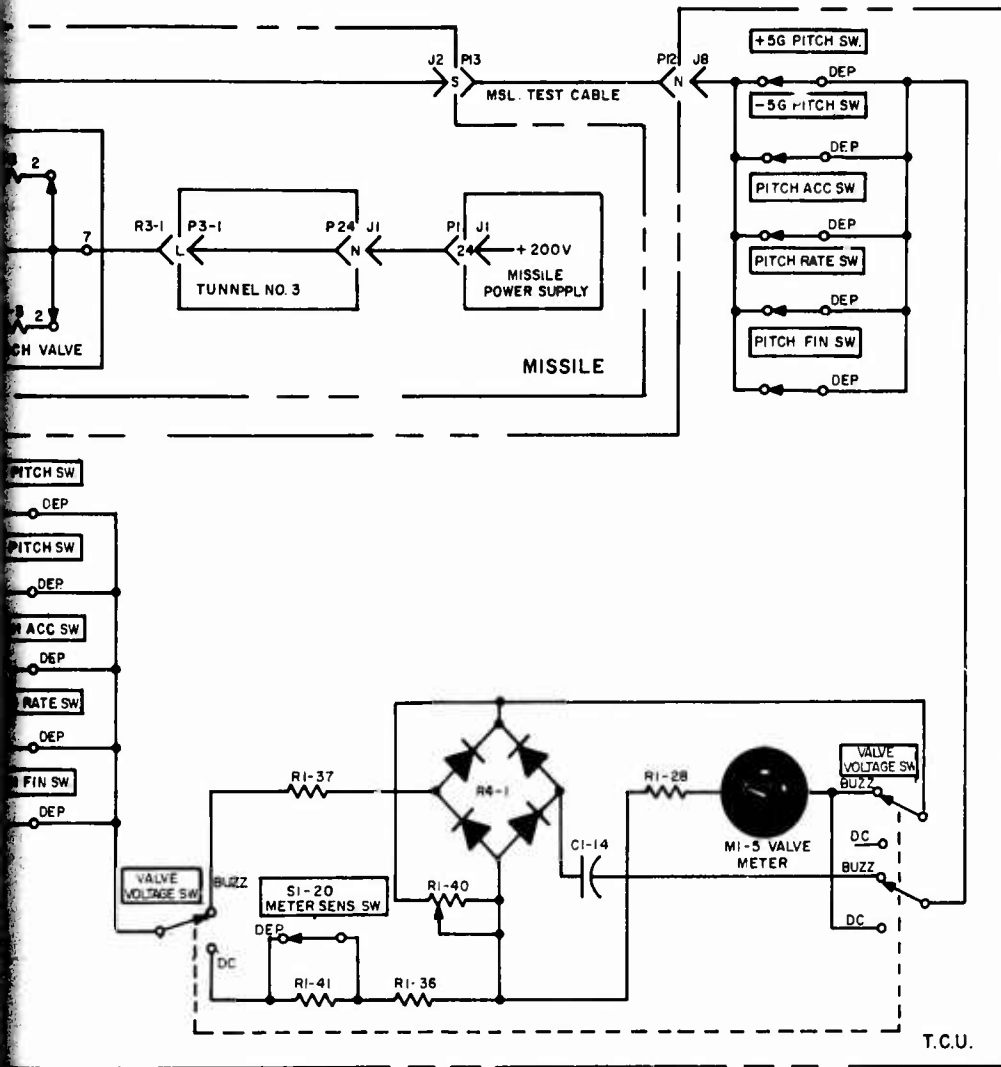 +5G PITCH SW.
J2 P13
P12 J8
DEP
S
N
MSL. TEST CABLE
-5G PITCH SW
2
DEP
PITCH ACC SW
R3-1 P3-1
P24 J1
P1 J1
7
DEP
L
N
24
+200V
PITCH RATE SW
TUNNEL NO. 3
MISSILE
POWER SUPPLY
2
DEP
PITCH FIN SW
CH VALVE
MISSILE
DEP
PITCH SW
DEP
PITCH SW
DEP
ACC SW
DEP
RATE SW
DEP
FIN SW
DEP
VALVE
VOLTAGE SW
R1-37
R4-1
R1-28
BUZZ
M1-5 VALVE
METER
DC
C1-14
BUZZ
VALVE
VOLTAGE SW
BUZZ
S1-20
METER SENS. SW
R1-40
DEP
DC
DC
R1-41
R1-36
T.C.U.